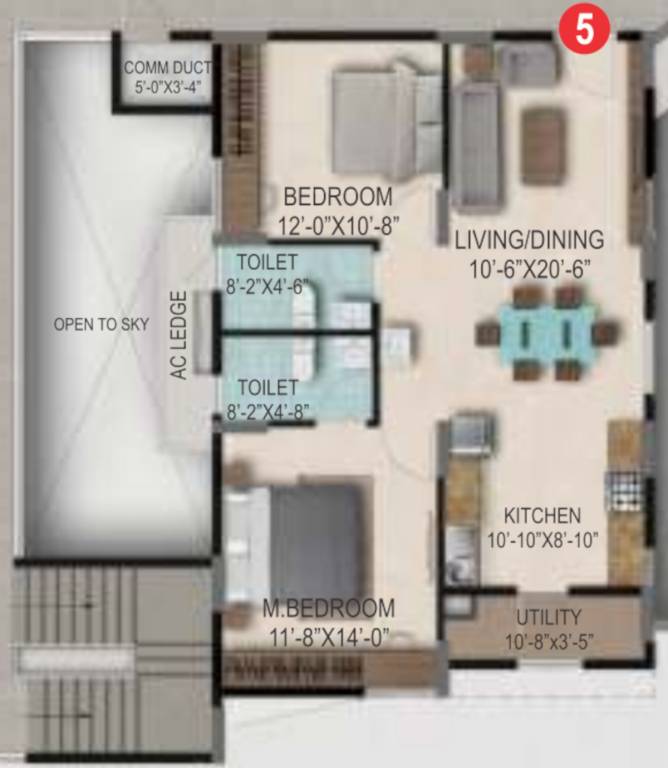 5
COMM DUCT
5'-0"X3'-4"
BEDROOM
12'-0"X10'-8"
LIVING/DINING
10'-6"X20'-6"
TOILET
8'-2"X4'-6"
OPEN TO SKY
AC LEDGE
TOILET
8'-2"X4'-8"
KITCHEN
10'-10"X8'-10"
M.BEDROOM
11'-8"X14'-0"
UTILITY
10'-8"x3'-5"